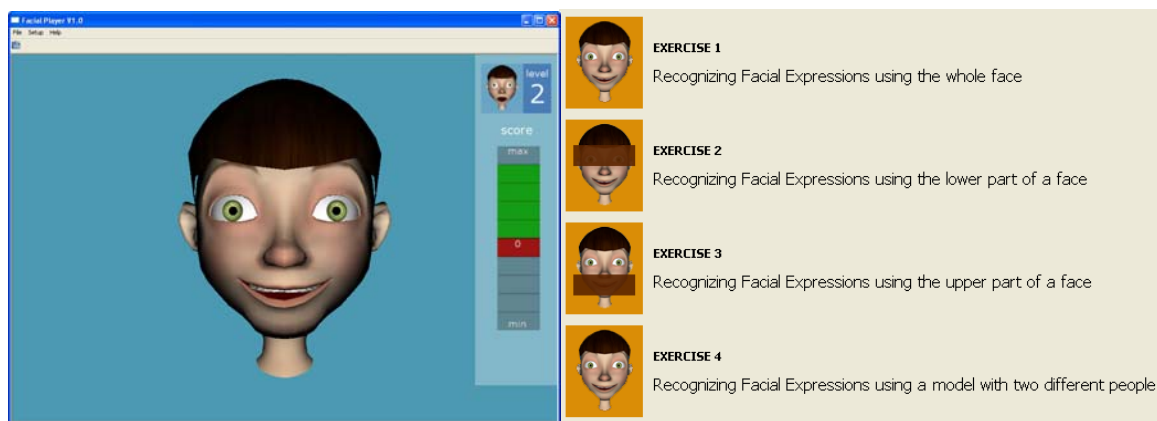 Facial Player V1.0
File Setup Help
level
2
score
max
0
min
EXERCISE 1
Recognizing Facial Expressions using the whole face
EXERCISE 2
Recognizing Facial Expressions using the lower part of a face
EXERCISE 3
Recognizing Facial Expressions using the upper part of a face
EXERCISE 4
Recognizing Facial Expressions using a model with two different people